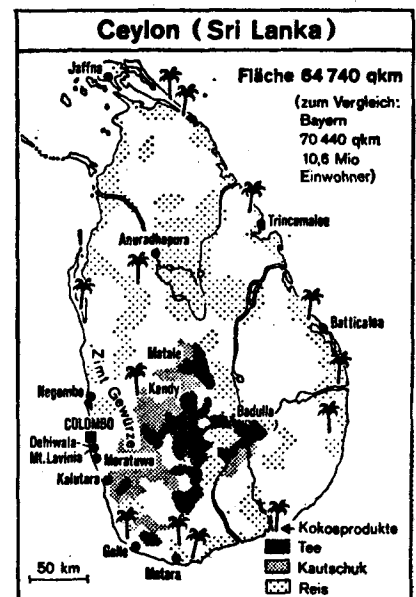 Ceylon (Sri Lanka)
Jaffna
Fläche 64 740 qkm
(zum Vergleich:
Bayern
70 440 qkm
10,6 Mio
Einwohner)
Trincomalee
Anuradhapura
Batticaloa
Matale
Kandy
Zimt Gewürze
Negombo
Badulla
COLOMBO
Dehiwala-
Mt. Lavinia
Moratuwa
Kalutara
Kokosprodukte
Galle
Tee
Matara
Kautschuk
50 km
Reis